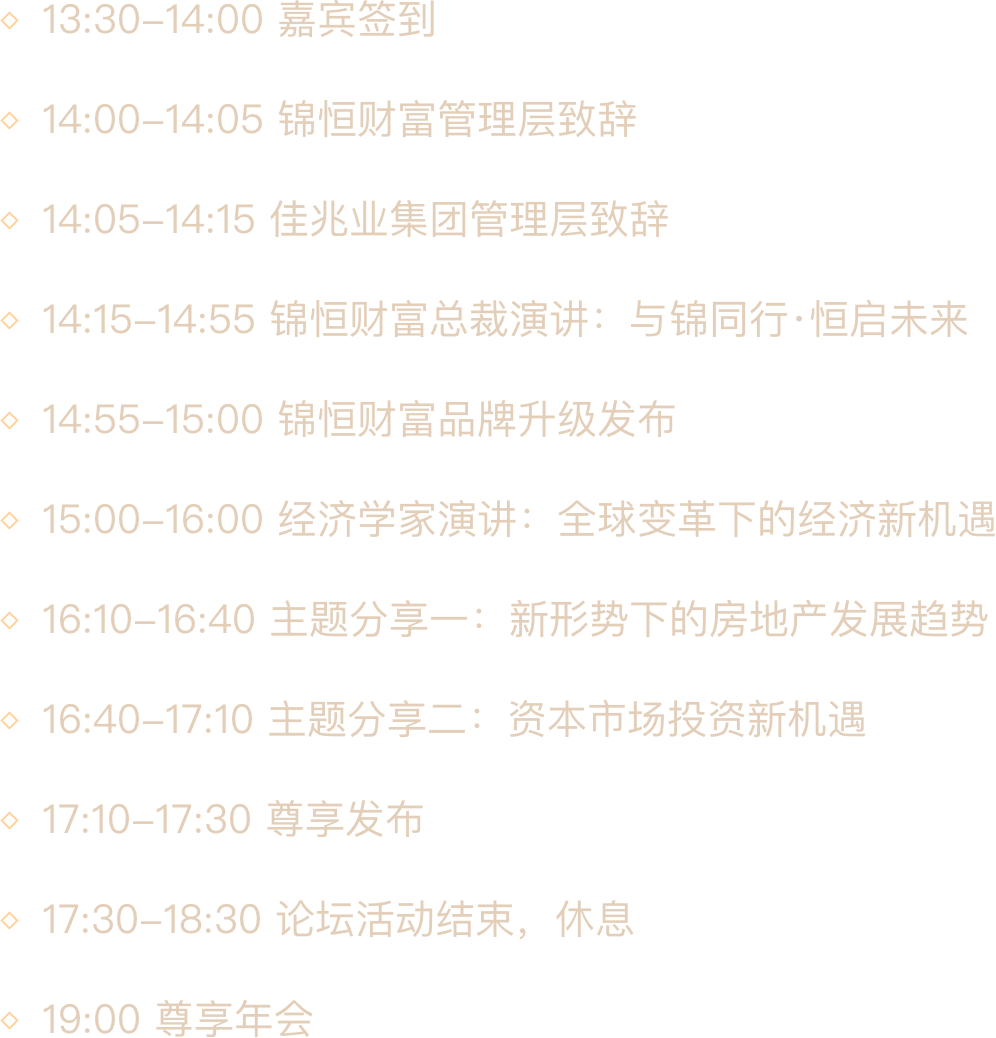 13:30–14:00 嘉宾签到
14:00–14:05 锦恒财富管理层致辞
14:05–14:15 佳兆业集团管理层致辞
14:15–14:55 锦恒财富总裁演讲：与锦同行·恒启未来
14:55–15:00 锦恒财富品牌升级发布
15:00–16:00 经济学家演讲：全球变革下的经济新机遇
16:10–16:40 主题分享一：新形势下的房地产发展趋势
16:40–17:10 主题分享二：资本市场投资新机遇
17:10–17:30 尊享发布
17:30–18:30 论坛活动结束，休息
19:00 尊享年会